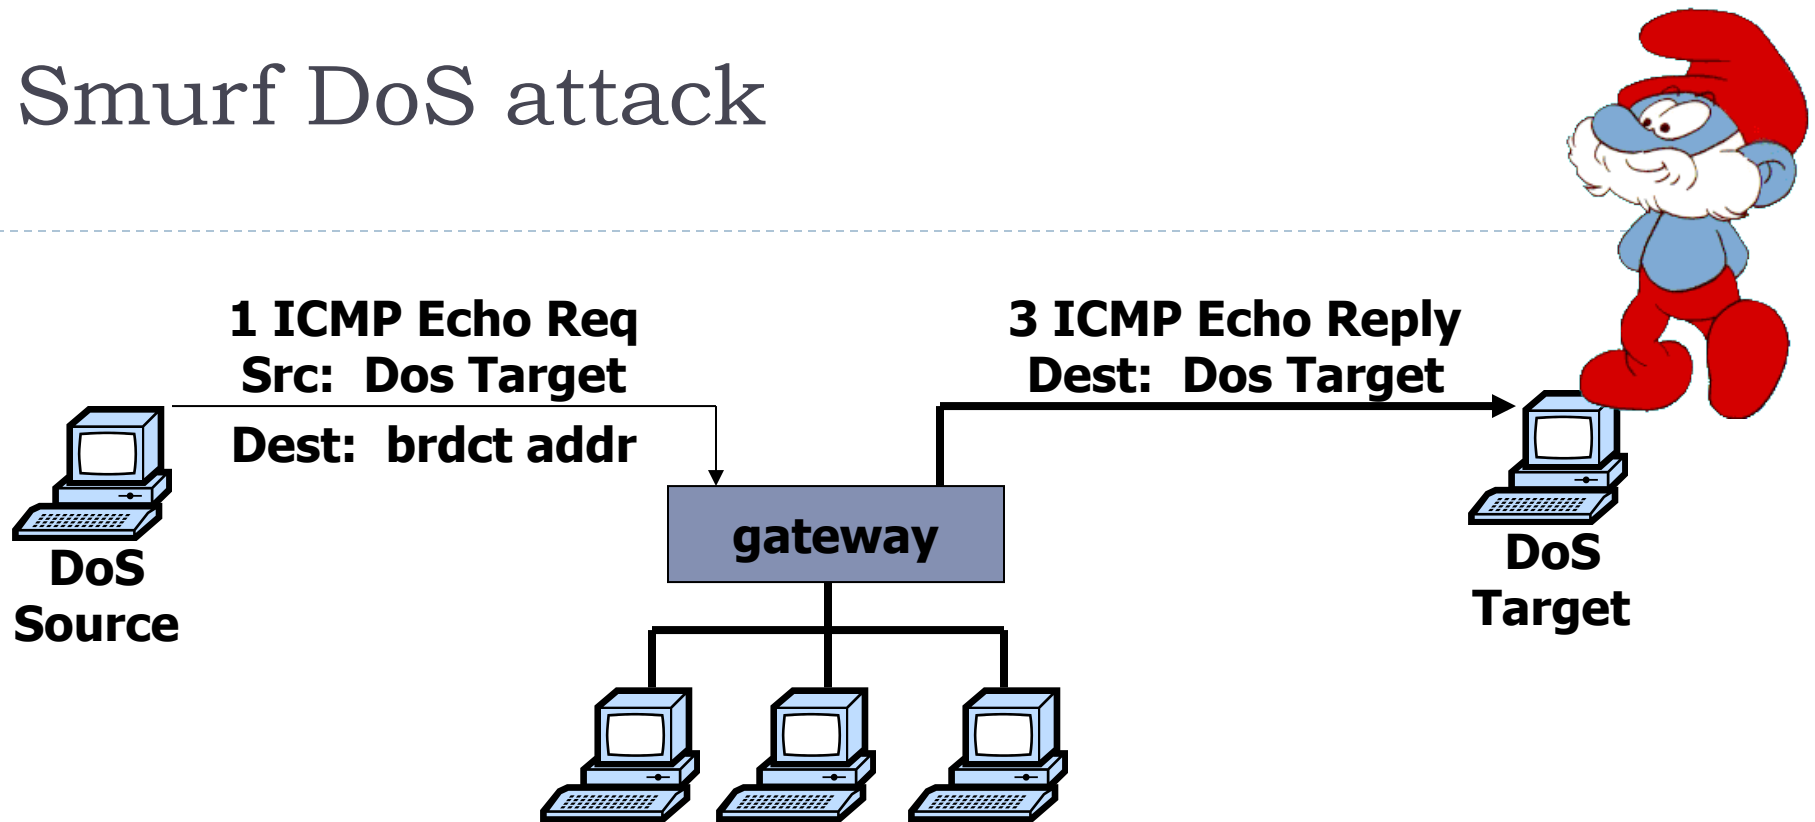 Smurf DoS attack
1 ICMP Echo Req
Src: Dos Target
Dest: brdct addr
3 ICMP Echo Reply
Dest: Dos Target
gateway
DoS
Source
DoS
Target